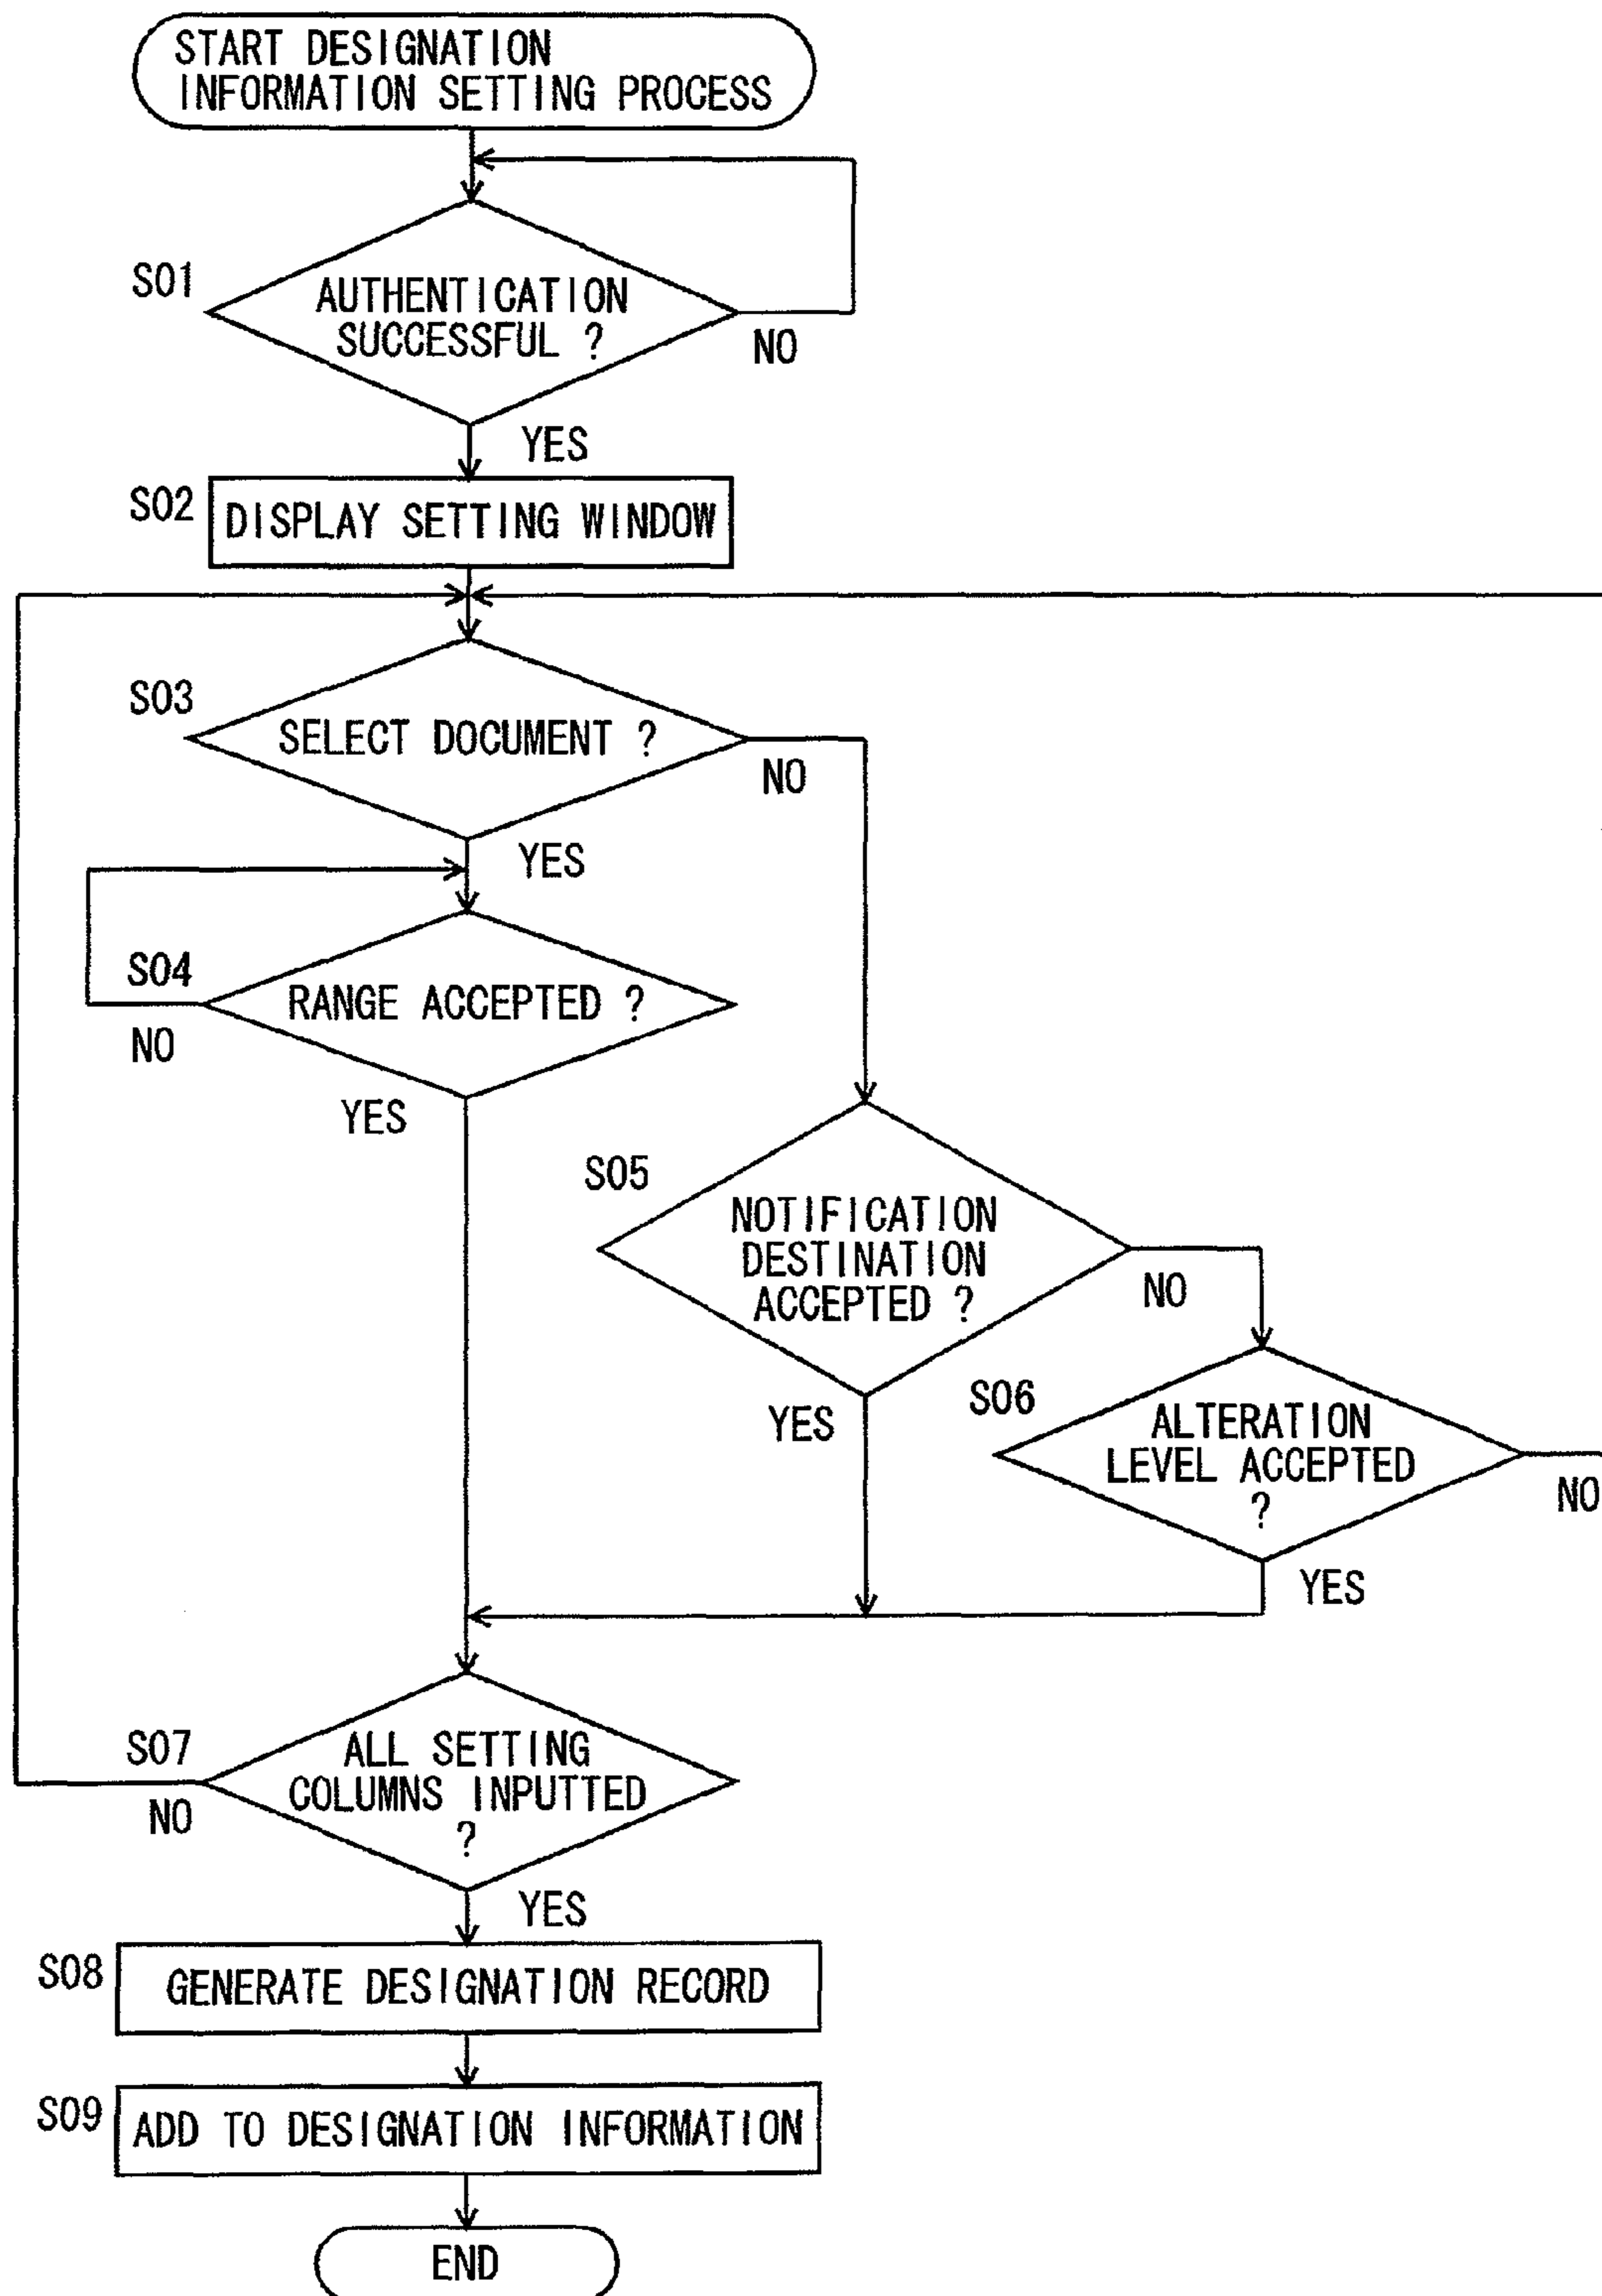 START DESIGNATION
INFORMATION SETTING PROCESS
S01
AUTHENTICATION
SUCCESSFUL ?
NO
YES
S02
DISPLAY SETTING WINDOW
S03
SELECT DOCUMENT ?
NO
YES
S04
RANGE ACCEPTED ?
NO
YES
S05
NOTIFICATION
DESTINATION
ACCEPTED ?
NO
YES
S06
ALTERATION
LEVEL ACCEPTED
?
NO
YES
S07
ALL SETTING
COLUMNS INPUTTED
?
NO
YES
S08
GENERATE DESIGNATION RECORD
S09
ADD TO DESIGNATION INFORMATION
END